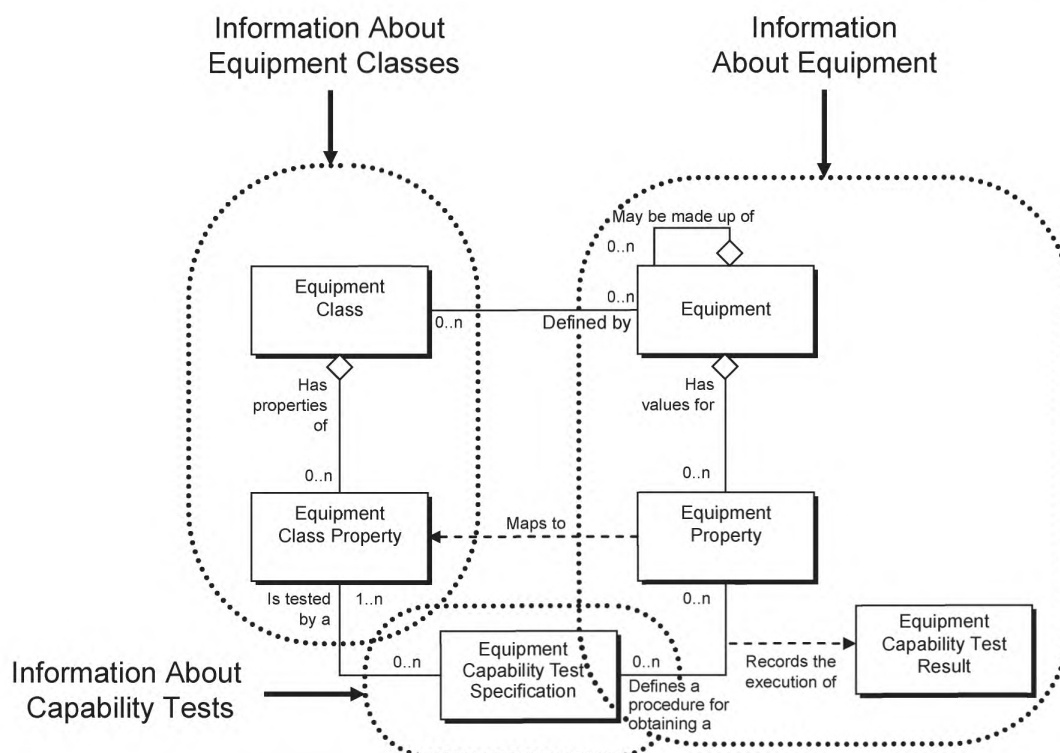 Information About
Equipment Classes
Information
About Equipment
May be made up of
0..n
Equipment
Class
0..n
Defined by
0..n
Equipment
Has
properties
of
0..n
Has
values for
0..n
Equipment
Class Property
Maps to
Equipment
Property
Is tested
by a
1..n
0..n
0..n
Equipment
Capability Test
Specification
0..n
Defines a
procedure for
obtaining a
Records the
execution of
Equipment
Capability Test
Result
Information About
Capability Tests